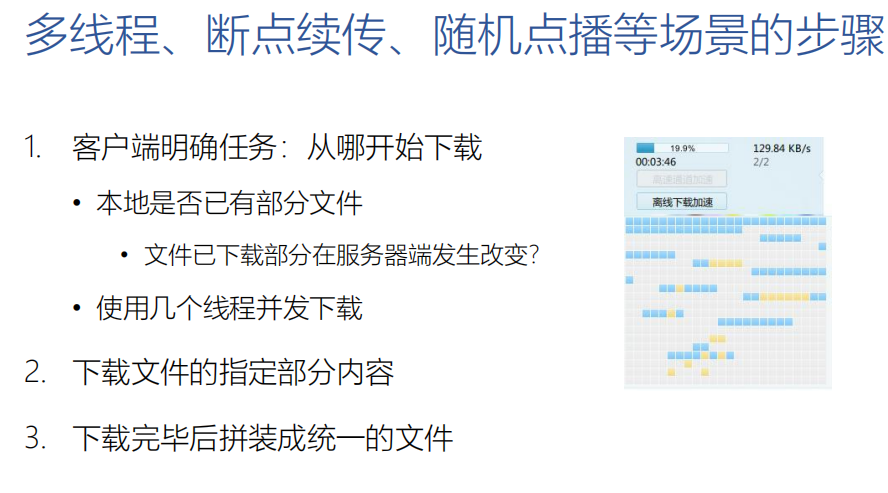 多线程、断点续传、随机点播等场景的步骤
1. 客户端明确任务：从哪开始下载
• 本地是否已有部分文件
• 文件已下载部分在服务器端发生改变？
• 使用几个线程并发下载
2. 下载文件的指定部分内容
3. 下载完毕后拼装成统一的文件
19.9% 129.84 KB/s
00:03:46 2/2
高速通道加速
离线下载加速